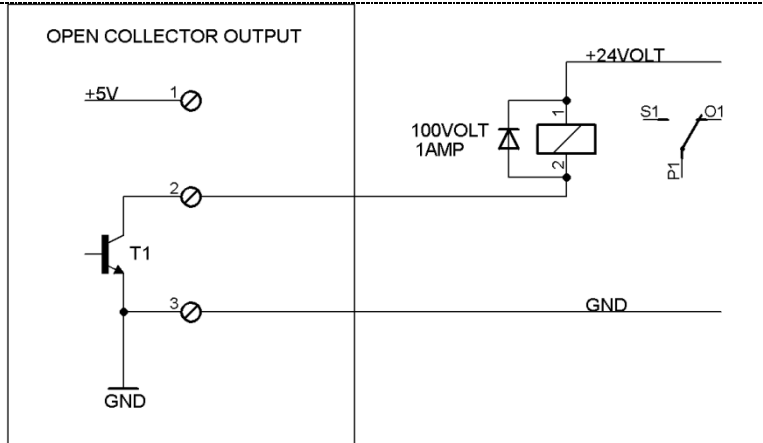 OPEN COLLECTOR OUTPUT
+24VOLT
+5V 1
S1 O1
1
100VOLT
1AMP
2
P1
2
T1
3
GND
GND